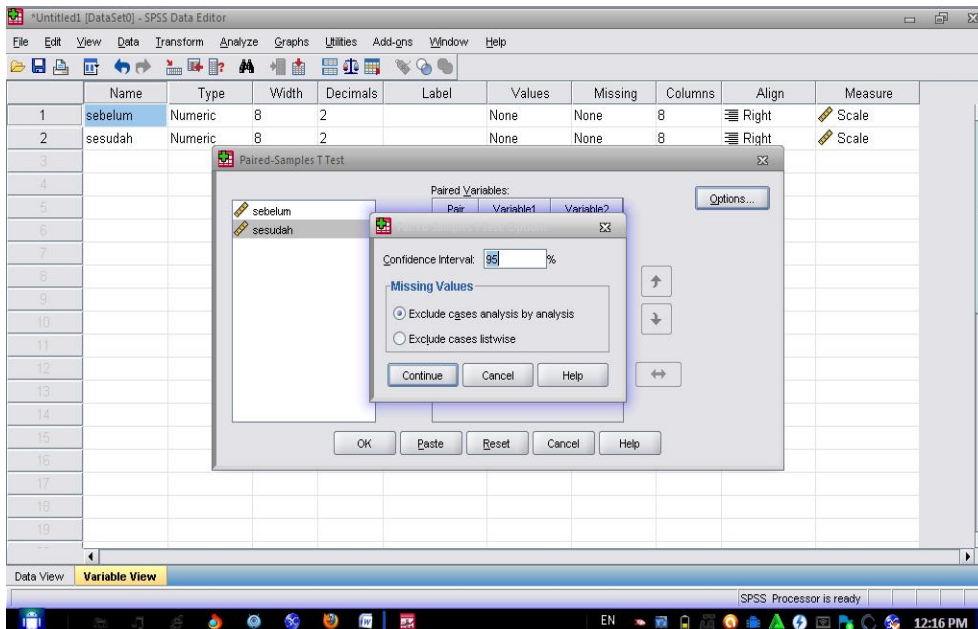 *Untitled1 [DataSet0] - SPSS Data Editor
File Edit View Data Transform Analyze Graphs Utilities Add-ons Window Help
Name Type Width Decimals Label Values Missing Columns Align Measure
1 sebelum Numeric 8 2 None None 8 Right Scale
2 sesudah Numeric 8 2 None None 8 Right Scale
3
4
5
6
7
8
9
10
11
12
13
14
15
16
17
18
19
Paired-Samples T Test
sebelum
sesudah
Paired Variables:
Pair Variable1 Variable2
Options...
Paired-Samples T Test: Options
Confidence Interval: 95 %
Missing Values
Exclude cases analysis by analysis
Exclude cases listwise
Continue Cancel Help
OK Paste Reset Cancel Help
Data View Variable View
SPSS Processor is ready
EN 12:16 PM